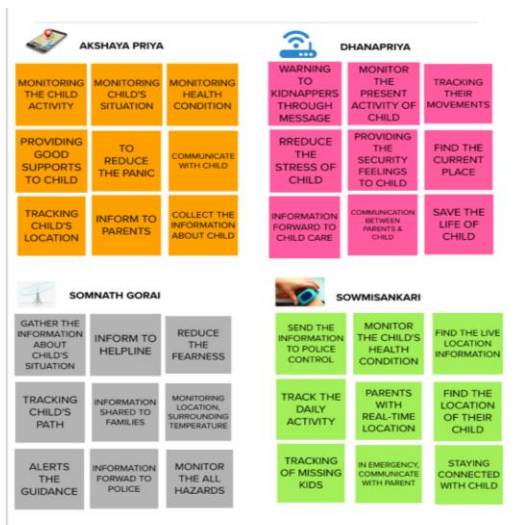 AKSHAYA PRIYA
MONITORING
THE CHILD
ACTIVITY
MONITORING
CHILD'S
SITUATION
MONITORING
HEALTH
CONDITION
PROVIDING
GOOD
SUPPORTS
TO CHILD
TO
REDUCE
THE PANIC
COMMUNICATE
WITH CHILD
TRACKING
CHILD'S
LOCATION
INFORM TO
PARENTS
COLLECT THE
INFORMATION
ABOUT CHILD
DHANAPRIYA
WARNING
TO
KIDNAPPERS
THROUGH
MESSAGE
MONITOR
THE
PRESENT
ACTIVITY OF
CHILD
TRACKING
THEIR
MOVEMENTS
RREDUCE
THE
STRESS OF
CHILD
PROVIDING
THE
SECURITY
FEELINGS
TO CHILD
FIND THE
CURRENT
PLACE
INFORMATION
FORWARD TO
CHILD CARE
COMMUNICATION
BETWEEN
PARENTS &
CHILD
SAVE THE
LIFE OF
CHILD
SOMNATH GORAI
GATHER THE
INFORMATION
ABOUT
CHILD'S
SITUATION
INFORM TO
HELPLINE
REDUCE
THE
FEARNESS
TRACKING
CHILD'S
PATH
INFORMATION
SHARED TO
FAMILIES
MONITORING
LOCATION,
SURROUNDING
TEMPERATURE
ALERTS
THE
GUIDANCE
INFORMATION
FORWAD TO
POLICE
MONITOR
THE ALL
HAZARDS
SOWMISANKARI
SEND THE
INFORMATION
TO POLICE
CONTROL
MONITOR
THE CHILD'S
HEALTH
CONDITION
FIND THE LIVE
LOCATION
INFORMATION
TRACK THE
DAILY
ACTIVITY
PARENTS
WITH
REAL-TIME
LOCATION
FIND THE
LOCATION
OF THEIR
CHILD
TRACKING
OF MISSING
KIDS
IN EMERGENCY,
COMMUNICATE
WITH PARENT
STAYING
CONNECTED
WITH CHILD